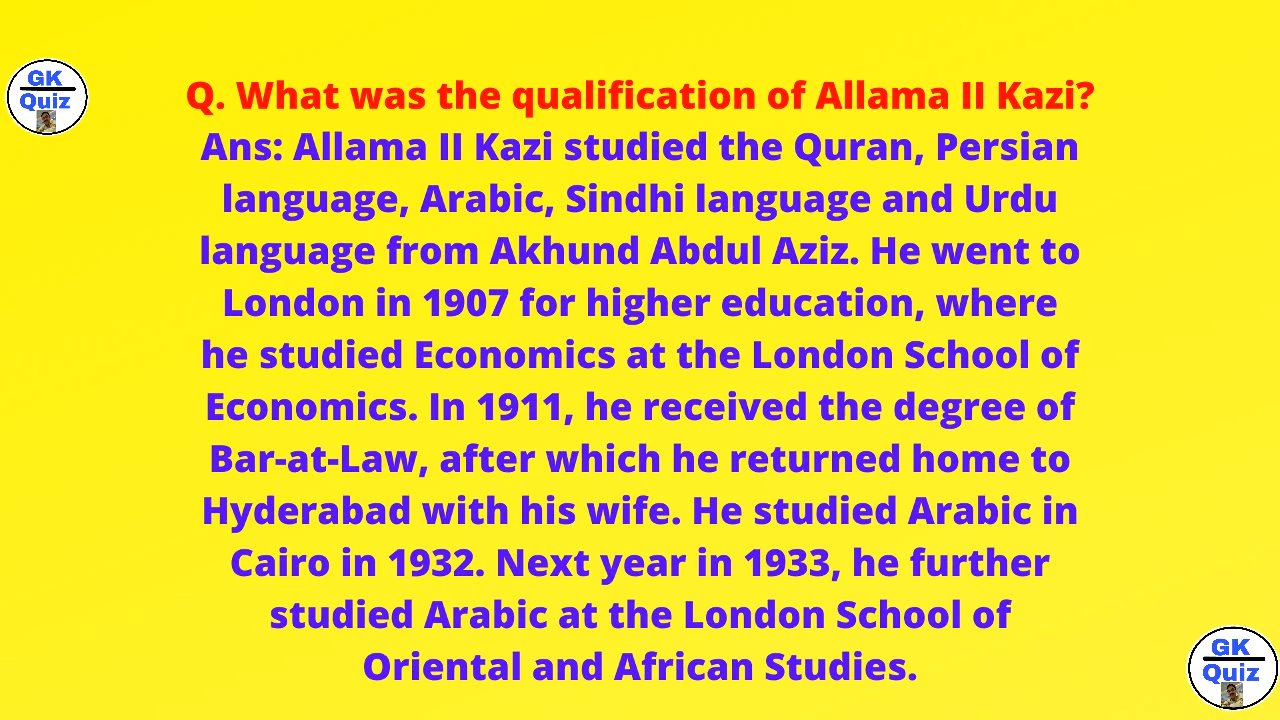 GK
Quiz
Q. What was the qualification of Allama II Kazi?
Ans: Allama II Kazi studied the Quran, Persian
language, Arabic, Sindhi language and Urdu
language from Akhund Abdul Aziz. He went to
London in 1907 for higher education, where
he studied Economics at the London School of
Economics. In 1911, he received the degree of
Bar-at-Law, after which he returned home to
Hyderabad with his wife. He studied Arabic in
Cairo in 1932. Next year in 1933, he further
studied Arabic at the London School of
Oriental and African Studies.
GK
Quiz